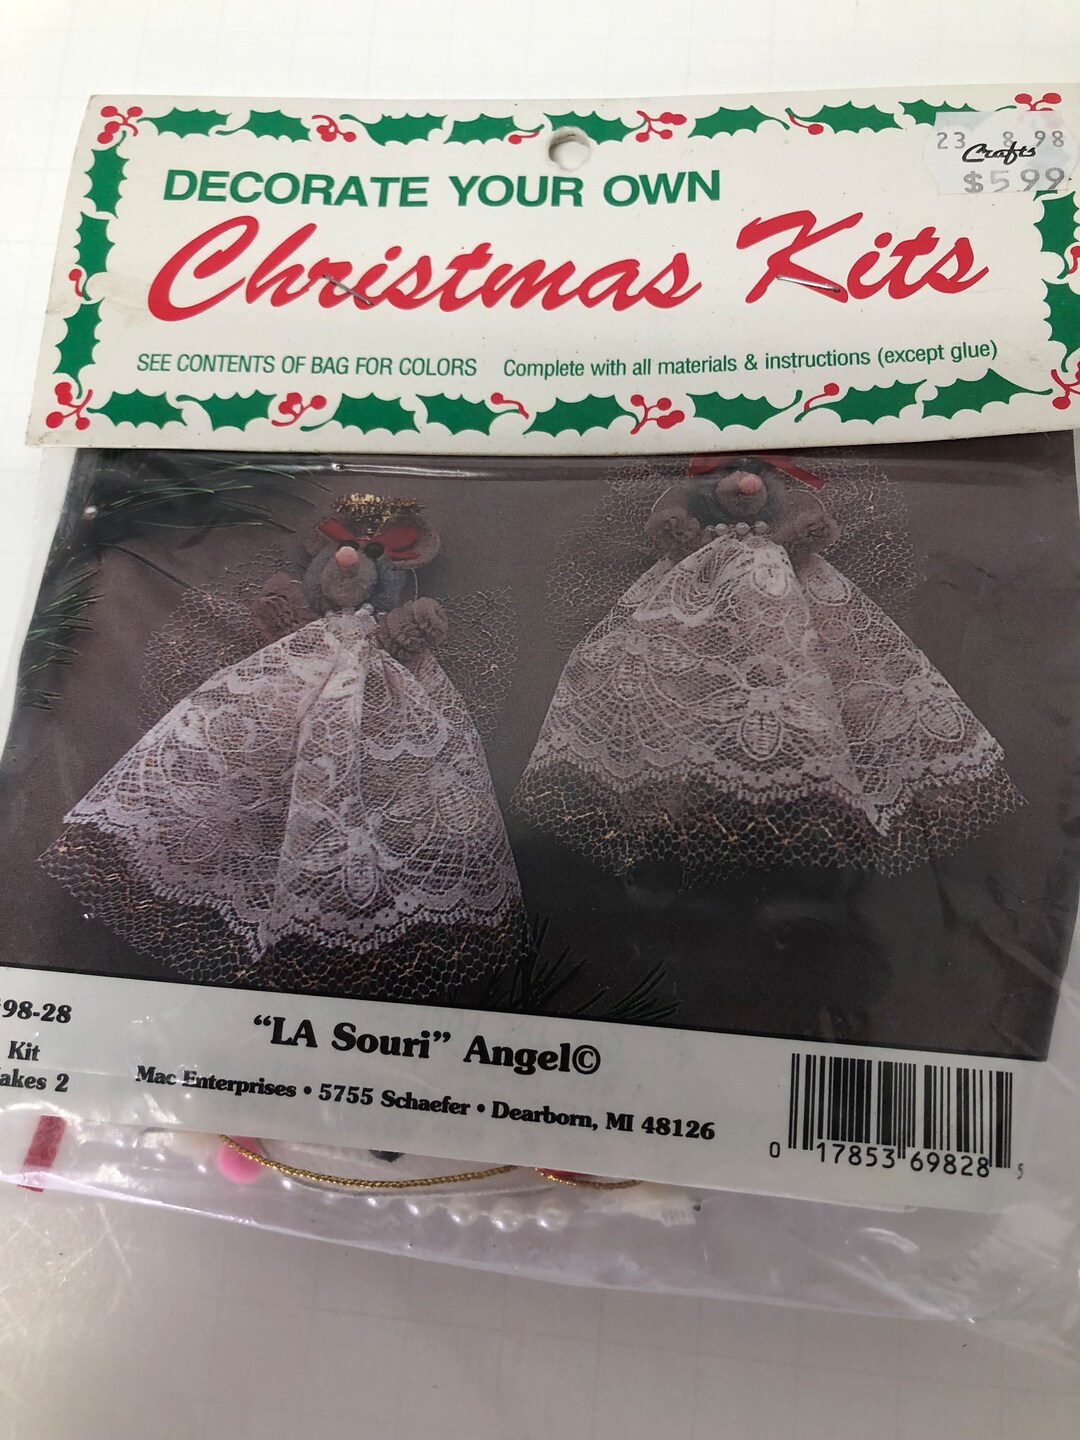 23 8 98
Crafts
$5.99
DECORATE YOUR OWN
Christmas Kits
SEE CONTENTS OF BAG FOR COLORS Complete with all materials & instructions (except glue)
98-28
Kit
akes 2
“LA Souri” Angel©
Mac Enterprises • 5755 Schaefer • Dearborn, MI 48126
0 17853 69828 5